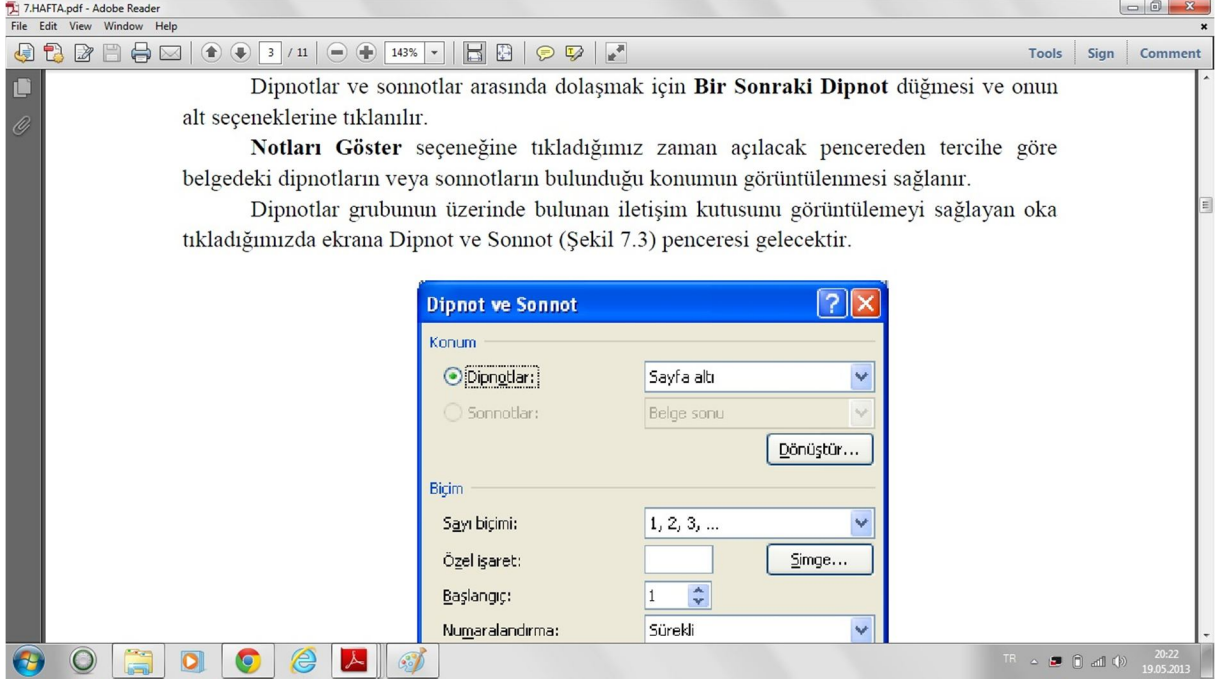 7.HAFTA.pdf - Adobe Reader
File Edit View Window Help
3 / 11 143% Tools Sign Comment
Dipnotlar ve sonnotlar arasında dolaşmak için Bir Sonraki Dipnot düğmesi ve onun
alt seçeneklerine tıklanılır.
Notları Göster seçeneğine tıkladığımız zaman açılacak pencereden tercihe göre
belgedeki dipnotların veya sonnotların bulunduğu konumun görüntülenmesi sağlanır.
Dipnotlar grubunun üzerinde bulunan iletişim kutusunu görüntülemeyi sağlayan oka
tıkladığımızda ekrana Dipnot ve Sonnot (Şekil 7.3) penceresi gelecektir.
Dipnot ve Sonnot
Konum
Dipnotlar: Sayfa altı
Sonnotlar: Belge sonu
Dönüştür...
Biçim
Sayı biçimi: 1, 2, 3, ...
Özel işaret: Simge...
Başlangıç: 1
Numaralandırma: Sürekli
TR 20:22
19.05.2013